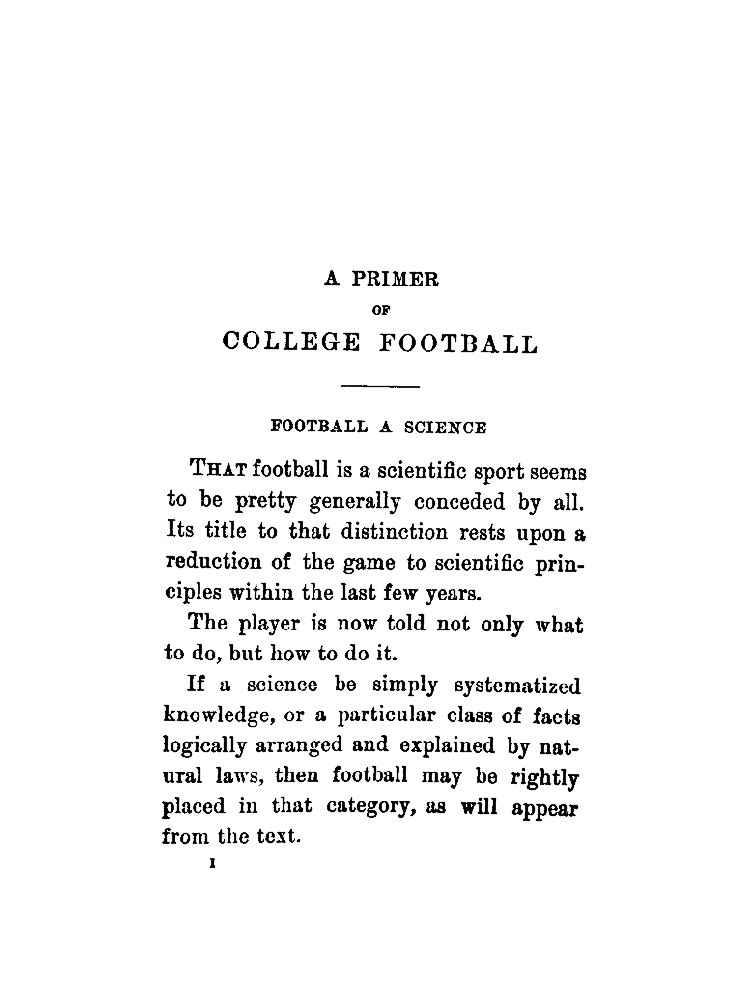 A PRIMER
OF
COLLEGE FOOTBALL
FOOTBALL A SCIENCE
THAT football is a scientific sport seems
to be pretty generally conceded by all.
Its title to that distinction rests upon a
reduction of the game to scientific prin-
ciples within the last few years.
The player is now told not only what
to do, but how to do it.
If a science be simply systematized
knowledge, or a particular class of facts
logically arranged and explained by nat-
ural laws, then football may be rightly
placed in that category, as will appear
from the text.
1